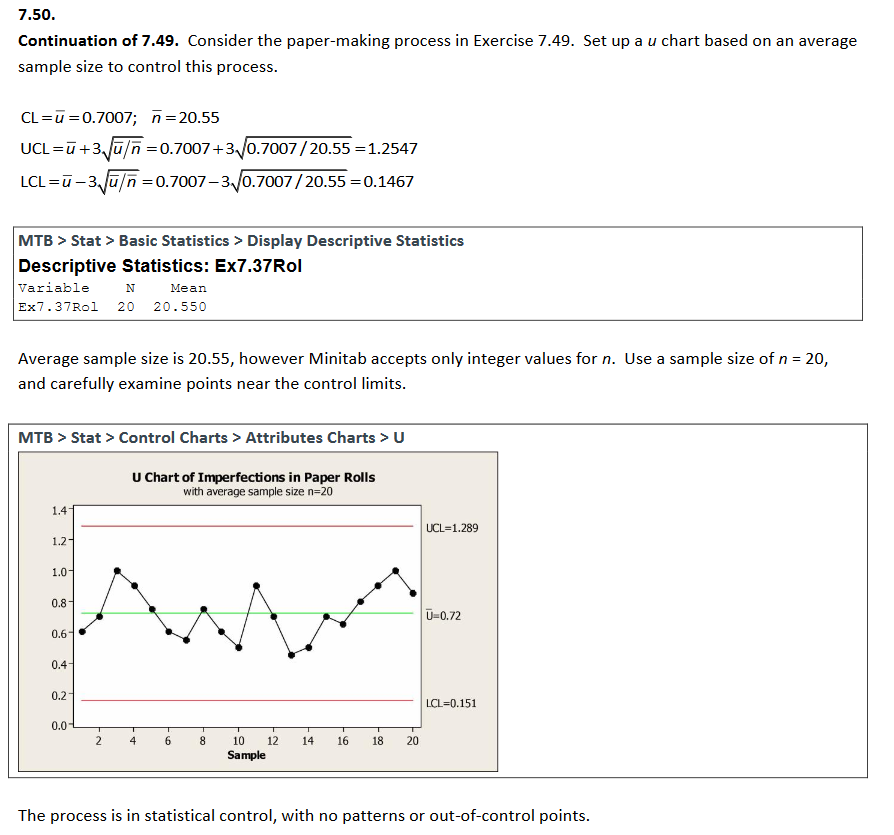 7.50.
Continuation of 7.49. Consider the paper-making process in Exercise 7.49. Set up a u chart based on an average
sample size to control this process.
CL = u̅ = 0.7007; n̅ = 20.55
UCL = u̅ + 3√(u̅/n̅) = 0.7007 + 3√(0.7007 / 20.55) = 1.2547
LCL = u̅ − 3√(u̅/n̅) = 0.7007 − 3√(0.7007 / 20.55) = 0.1467
MTB > Stat > Basic Statistics > Display Descriptive Statistics
Descriptive Statistics: Ex7.37Rol
Variable N Mean
Ex7.37Rol 20 20.550
Average sample size is 20.55, however Minitab accepts only integer values for n. Use a sample size of n = 20,
and carefully examine points near the control limits.
MTB > Stat > Control Charts > Attributes Charts > U
U Chart of Imperfections in Paper Rolls
with average sample size n=20
1.4
1.2
1.0
0.8
0.6
0.4
0.2
0.0
UCL=1.289
U̅=0.72
LCL=0.151
2 4 6 8 10 12 14 16 18 20
Sample
The process is in statistical control, with no patterns or out-of-control points.